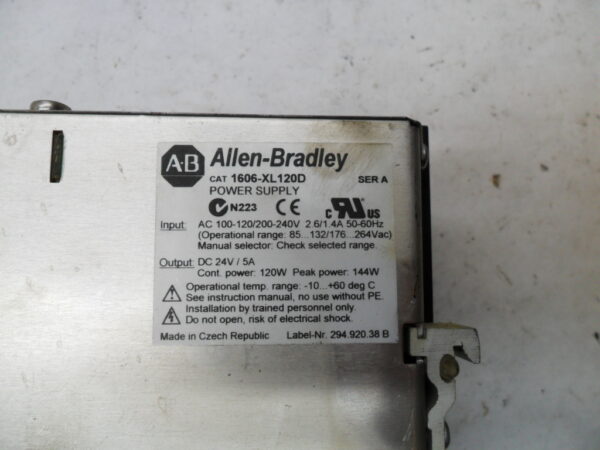 A-B Allen-Bradley
CAT 1606-XL120D SER A
POWER SUPPLY
N223 CE c UR US
Input: AC 100-120/200-240V 2.6/1.4A 50-60Hz
(Operational range: 85...132/176...264Vac)
Manual selector: Check selected range.
Output: DC 24V / 5A
Cont. power: 120W Peak power: 144W
Operational temp. range: -10...+60 deg C
See instruction manual, no use without PE.
Installation by trained personnel only.
Do not open, risk of electrical shock.
Made in Czech Republic Label-Nr. 294.920.38 B